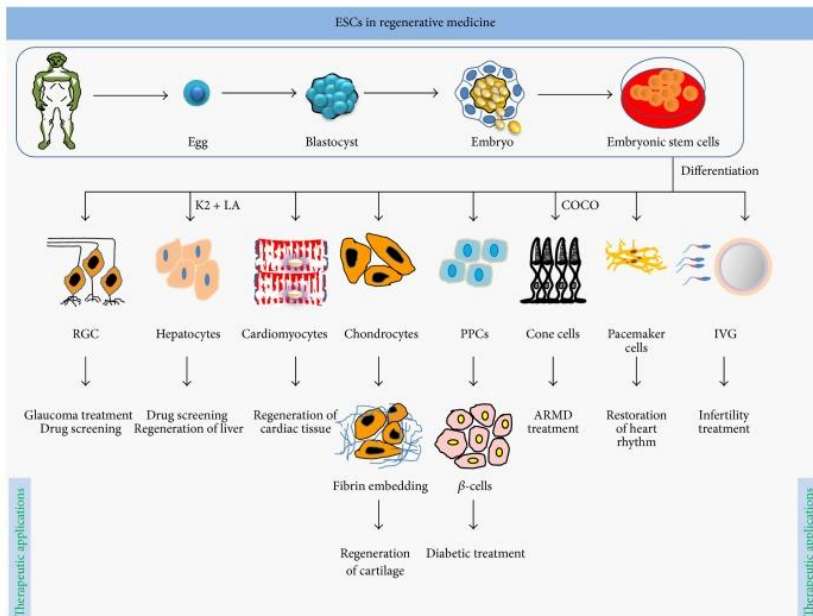 ESCs in regenerative medicine
Egg
Blastocyst
Embryo
Embryonic stem cells
Differentiation
K2 + LA
COCO
RGC
Hepatocytes
Cardiomyocytes
Chondrocytes
PPCs
Cone cells
Pacemaker
cells
IVG
Glaucoma treatment
Drug screening
Drug screening
Regeneration of liver
Regeneration of
cardiac tissue
ARMD
treatment
Restoration
of heart
rhythm
Infertility
treatment
Fibrin embedding
β-cells
Regeneration
of cartilage
Diabetic treatment
Therapeutic applications
Therapeutic applications